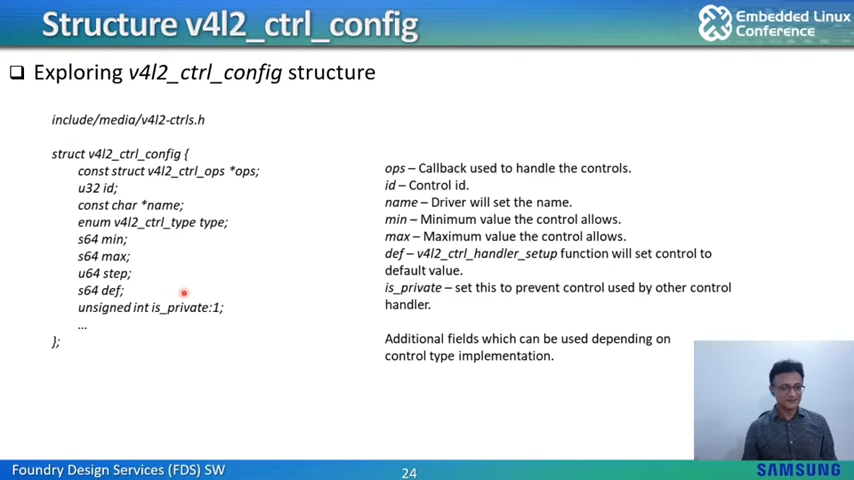 Structure v4l2_ctrl_config
Embedded Linux
Conference
Exploring v4l2_ctrl_config structure
include/media/v4l2-ctrls.h
struct v4l2_ctrl_config {
const struct v4l2_ctrl_ops *ops;
u32 id;
const char *name;
enum v4l2_ctrl_type type;
s64 min;
s64 max;
u64 step;
s64 def;
unsigned int is_private:1;
...
};
ops – Callback used to handle the controls.
id – Control id.
name – Driver will set the name.
min – Minimum value the control allows.
max – Maximum value the control allows.
def – v4l2_ctrl_handler_setup function will set control to
default value.
is_private – set this to prevent control used by other control
handler.
Additional fields which can be used depending on
control type implementation.
Foundry Design Services (FDS) SW
24
SAMSUNG